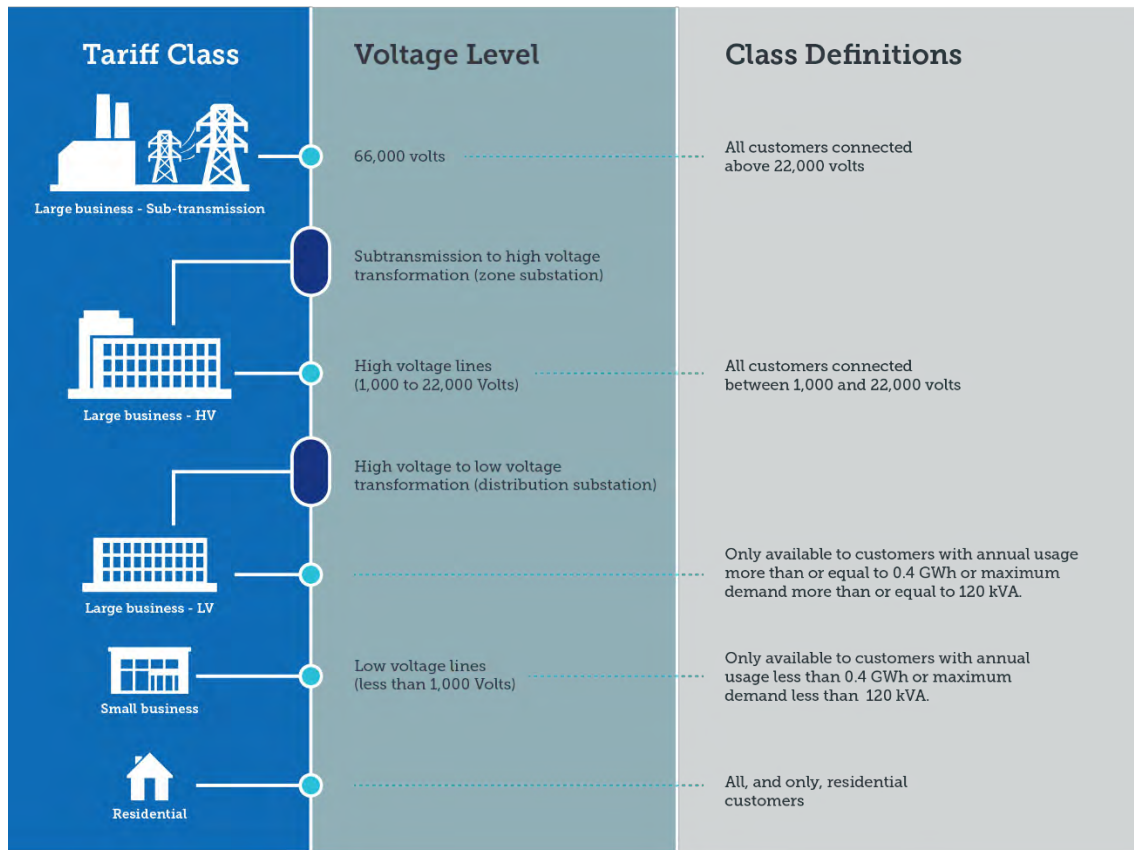 Tariff Class
Voltage Level
Class Definitions
Large business - Sub-transmission
66,000 volts
All customers connected
above 22,000 volts
Subtransmission to high voltage
transformation (zone substation)
Large business - HV
High voltage lines
(1,000 to 22,000 Volts)
All customers connected
between 1,000 and 22,000 volts
High voltage to low voltage
transformation (distribution substation)
Large business - LV
Only available to customers with annual usage
more than or equal to 0.4 GWh or maximum
demand more than or equal to 120 kVA.
Small business
Low voltage lines
(less than 1,000 Volts)
Only available to customers with annual
usage less than 0.4 GWh or maximum
demand less than 120 kVA.
Residential
All, and only, residential
customers